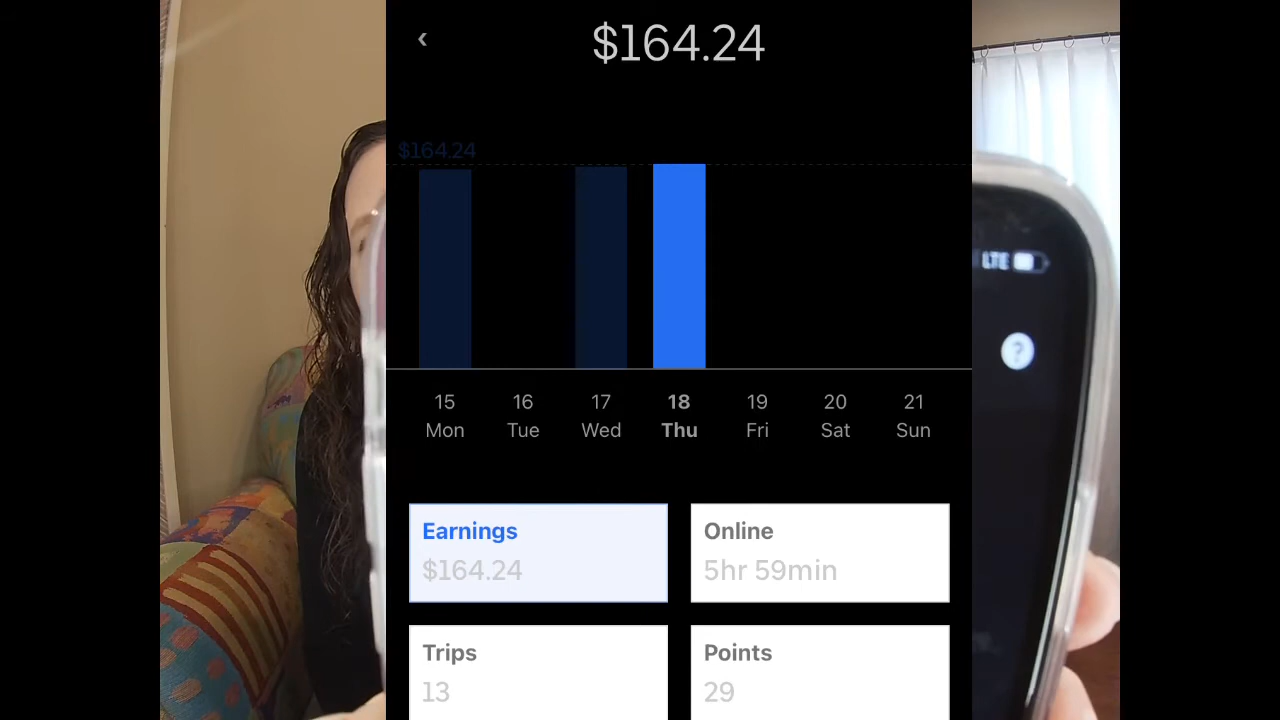 ‹ $164.24
$164.24
15 16 17 18 19 20 21
Mon Tue Wed Thu Fri Sat Sun
Earnings
$164.24
Online
5hr 59min
Trips
13
Points
29
LTE
?